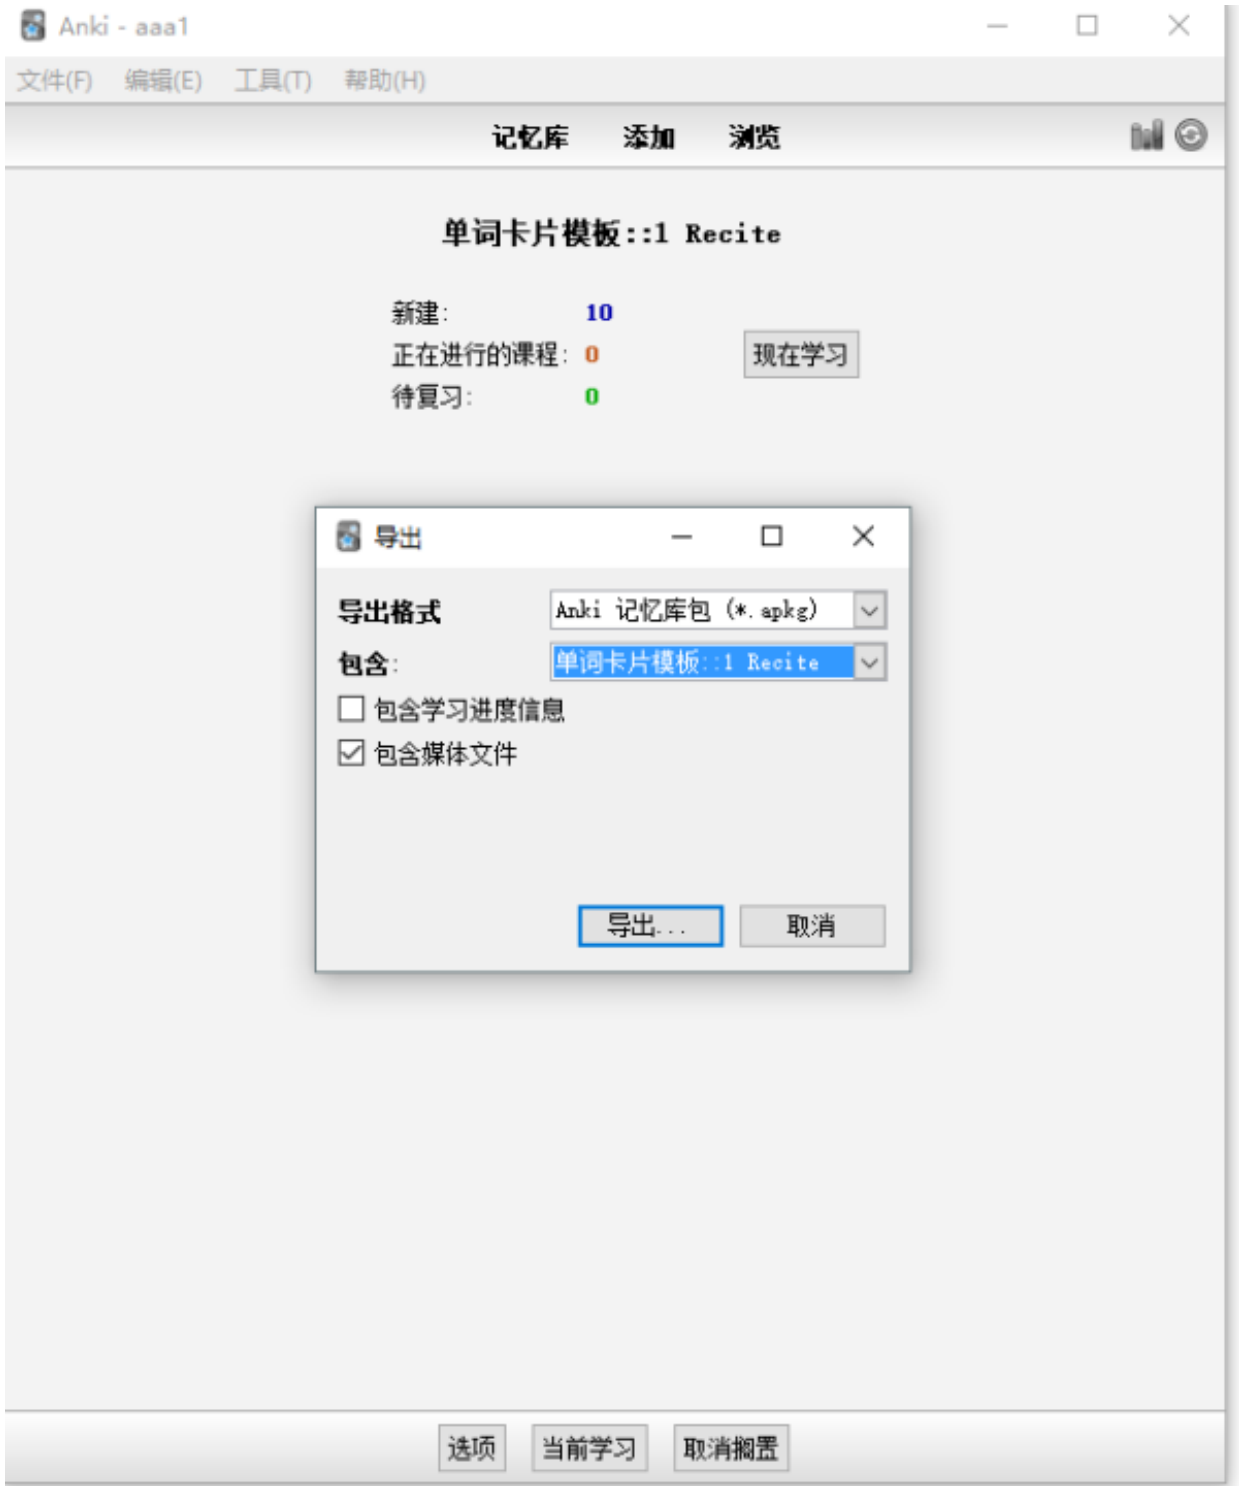 Anki - aaa1
文件(F) 编辑(E) 工具(T) 帮助(H)
记忆库 添加 浏览
单词卡片模板::1 Recite
新建: 10
正在进行的课程: 0 现在学习
待复习: 0
导出
导出格式 Anki 记忆库包 (*.apkg)
包含: 单词卡片模板::1 Recite
包含学习进度信息
包含媒体文件
导出... 取消
选项 当前学习 取消搁置